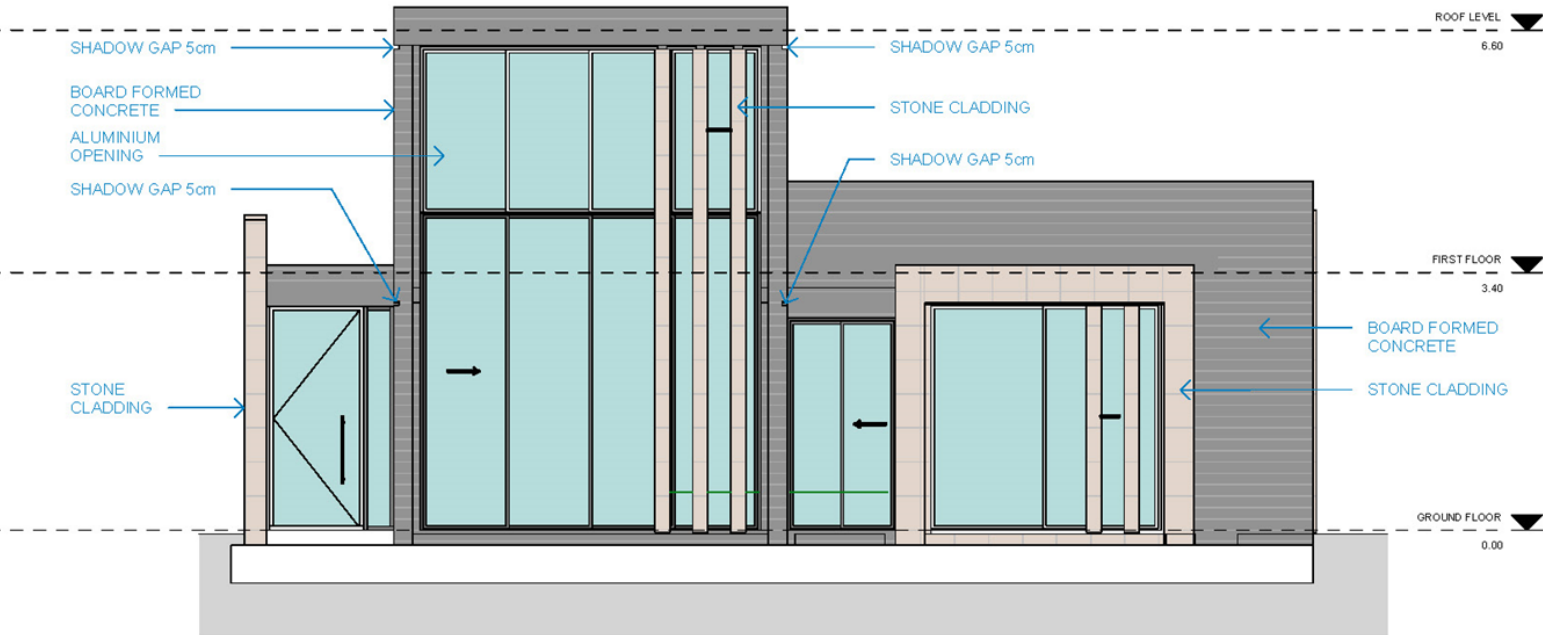 ROOF LEVEL
6.60
SHADOW GAP 5cm
SHADOW GAP 5cm
BOARD FORMED
CONCRETE
STONE CLADDING
ALUMINIUM
OPENING
SHADOW GAP 5cm
SHADOW GAP 5cm
FIRST FLOOR
3.40
BOARD FORMED
CONCRETE
STONE
CLADDING
STONE CLADDING
GROUND FLOOR
0.00